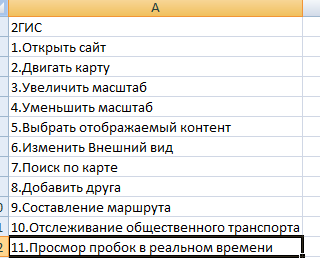 A
2ГИС
1.Открыть сайт
2.Двигать карту
3.Увеличить масштаб
4.Уменьшить масштаб
5.Выбрать отображаемый контент
6.Изменить Внешний вид
7.Поиск по карте
8.Добавить друга
9.Составление маршрута
10.Отслеживание общественного транспорта
11.Просмор пробок в реальном времени